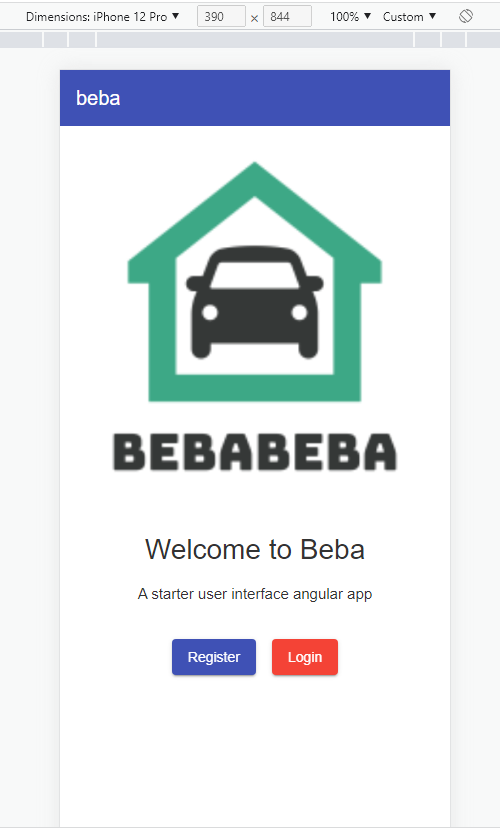 Dimensions: iPhone 12 Pro ▼ 390 × 844 100% ▼ Custom ▼
beba
BEBABEBA
Welcome to Beba
A starter user interface angular app
Register Login